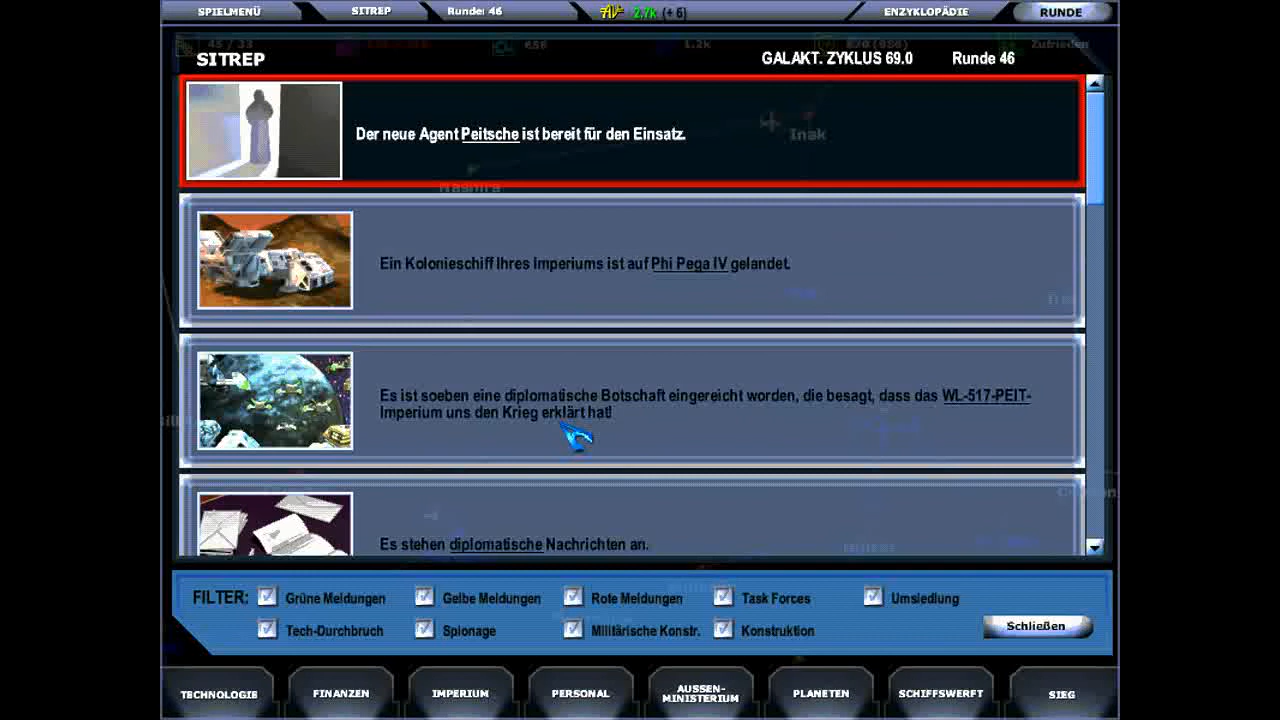 SPIELMENÜ
SITREP
Runde: 46
2.7k (+ 6)
ENZYKLOPÄDIE
RUNDE
SITREP
GALAKT. ZYKLUS 69.0
Runde 46
Der neue Agent Peitsche ist bereit für den Einsatz.
Inak
Nashira
Ein Kolonieschiff Ihres Imperiums ist auf Phi Pega IV gelandet.
Es ist soeben eine diplomatische Botschaft eingereicht worden, die besagt, dass das WL-517-PEIT-
Imperium uns den Krieg erklärt hat!
Es stehen diplomatische Nachrichten an.
FILTER:
Grüne Meldungen
Gelbe Meldungen
Rote Meldungen
Task Forces
Umsiedlung
Tech-Durchbruch
Spionage
Militärische Konstr.
Konstruktion
Schließen
TECHNOLOGIE
FINANZEN
IMPERIUM
PERSONAL
AUSSEN-
MINISTERIUM
PLANETEN
SCHIFFSWERFT
SIEG